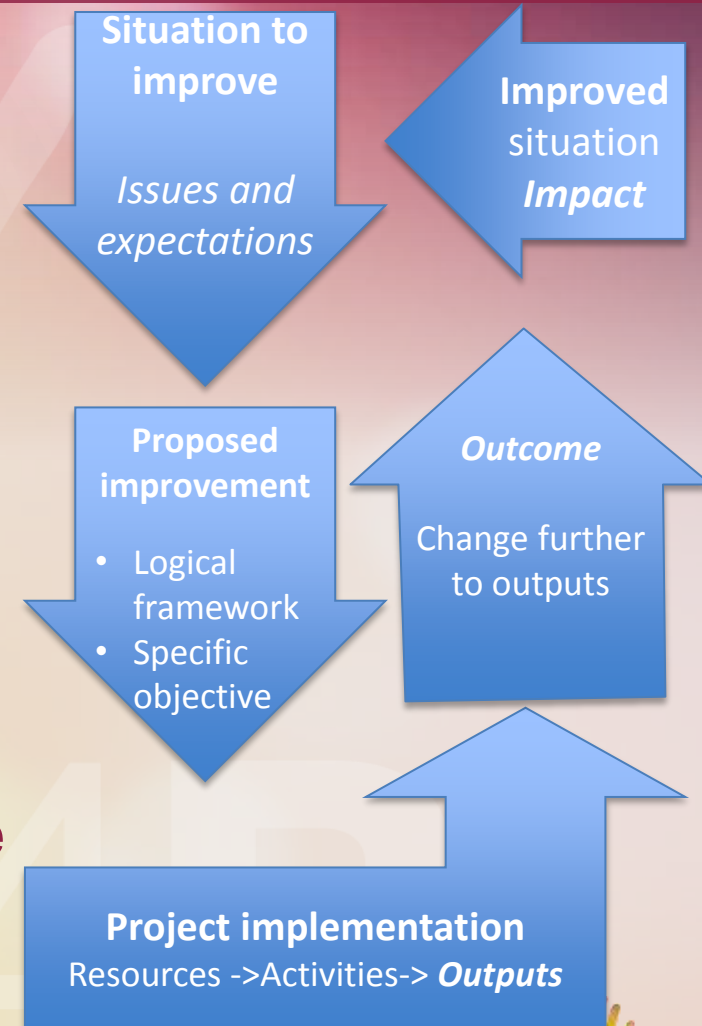 Situation to
improve
Issues and
expectations
Improved
situation
Impact
Proposed
improvement
• Logical
framework
• Specific
objective
Outcome
Change further
to outputs
Project implementation
Resources ->Activities-> Outputs